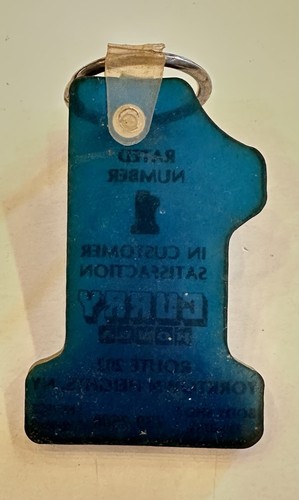 RATED
NUMBER
1
IN CUSTOMER
SATISFACTION
CURRY
HONDA
ROUTE 202
YORKTOWN HEIGHTS, NY